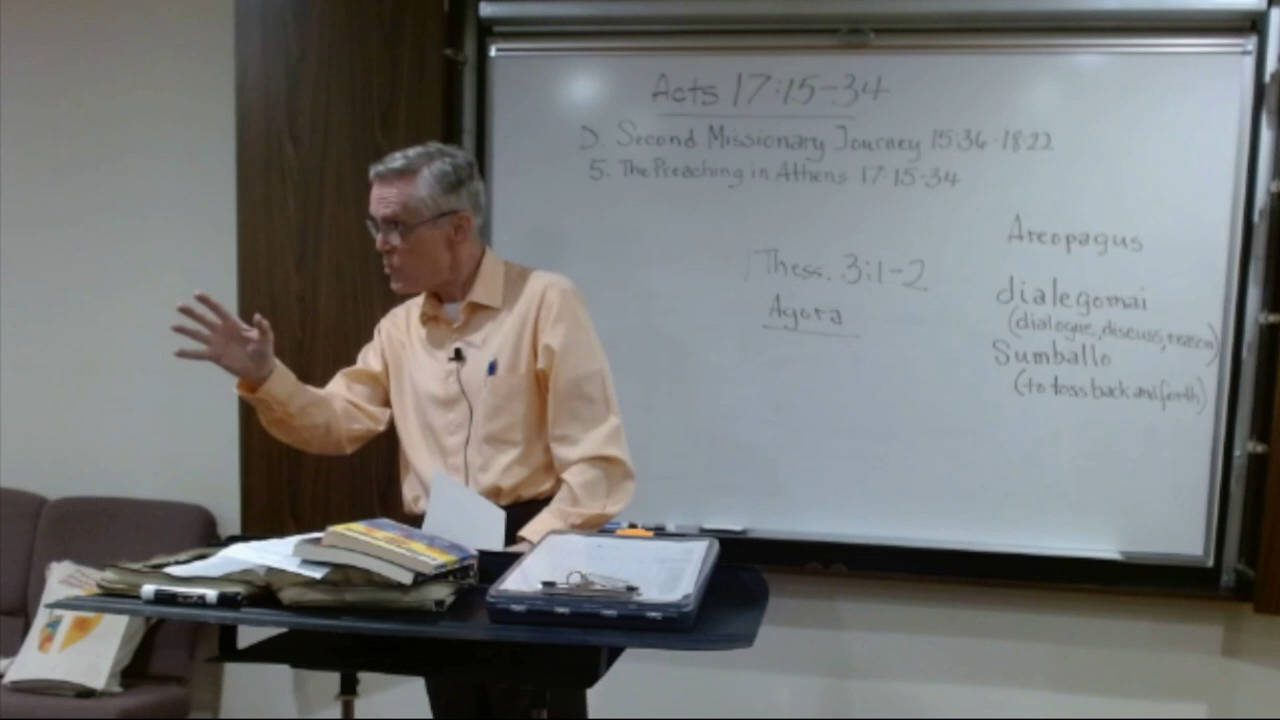 Acts 17:15-34
D. Second Missionary Journey 15:36-18:22
5. The Preaching in Athens 17:15-34
Areopagus
Thess. 3:1-2
dialegomai
Agora
(dialogue, discuss, reason)
Sumballo
(to toss back and forth)